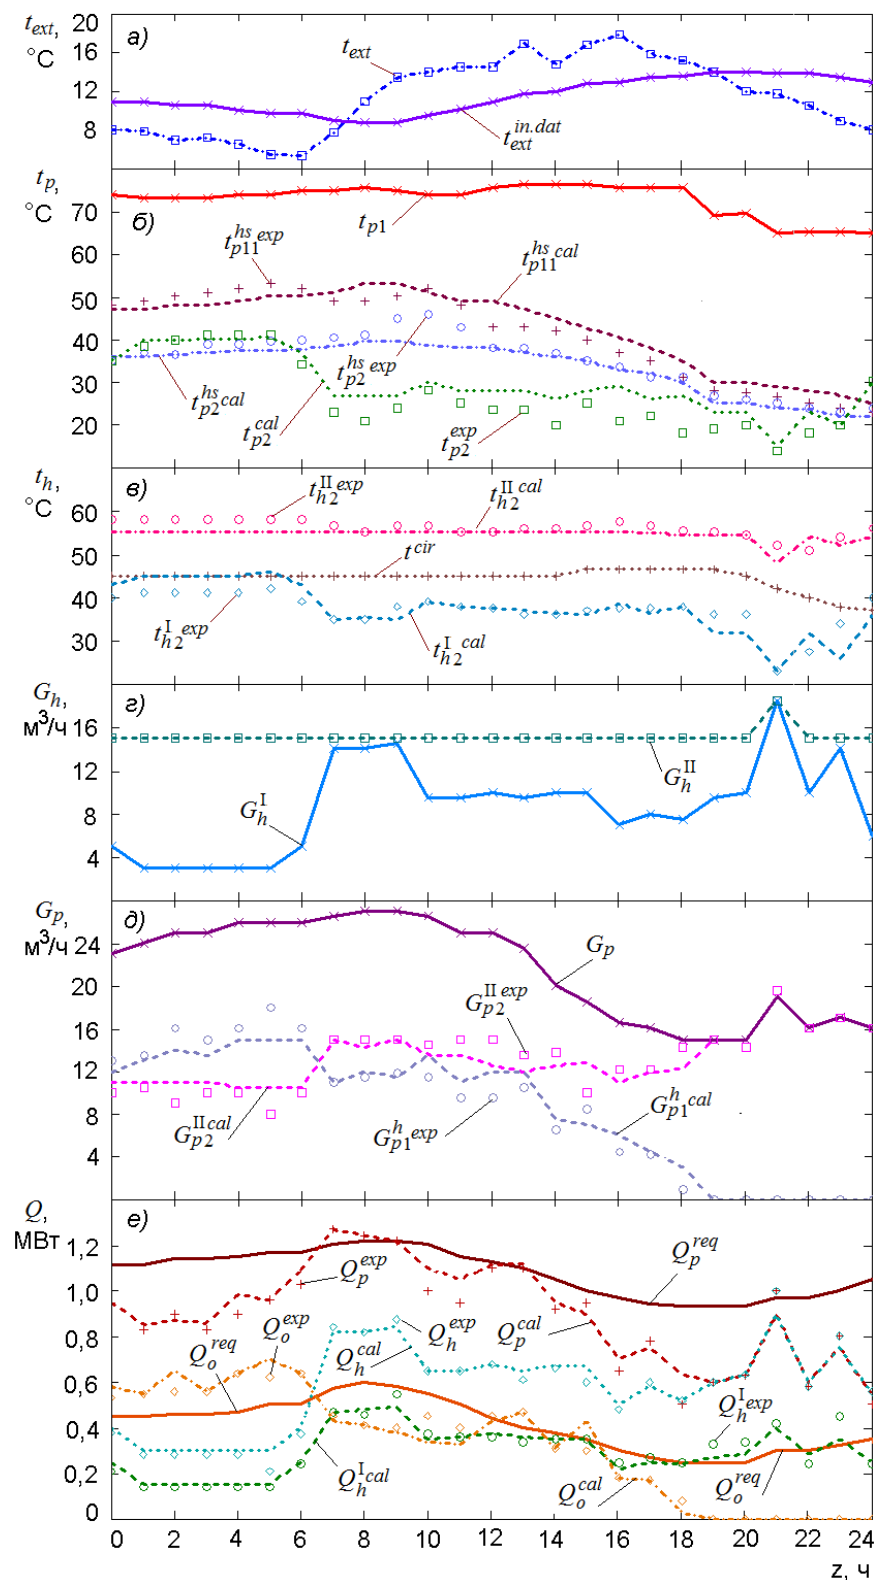 t_ext, °C
20
16
12
8
а)
t_ext
t_ext^in.dat
t_p, °C
70
60
50
40
30
20
б)
t_p1
t_p11^hs exp
t_p11^hs cal
t_p2^hs cal
t_p2^cal
t_p2^hs exp
t_p2^exp
t_h, °C
60
50
40
30
в)
t_h2^II exp
t_h2^II cal
t^cir
t_h2^I exp
t_h2^I cal
G_h, м³/ч
16
12
8
4
г)
G_h^II
G_h^I
G_p, м³/ч
24
20
16
12
8
4
д)
G_p
G_p2^II exp
G_p2^II cal
G_p1^h exp
G_p1^h cal
Q, МВт
1,2
1,0
0,8
0,6
0,4
0,2
0
е)
Q_p^exp
Q_p^req
Q_o^req
Q_o^exp
Q_h^cal
Q_h^exp
Q_p^cal
Q_h^I exp
Q_h^I cal
Q_o^cal
Q_o^req
0 2 4 6 8 10 12 14 16 18 20 22 24
z, ч